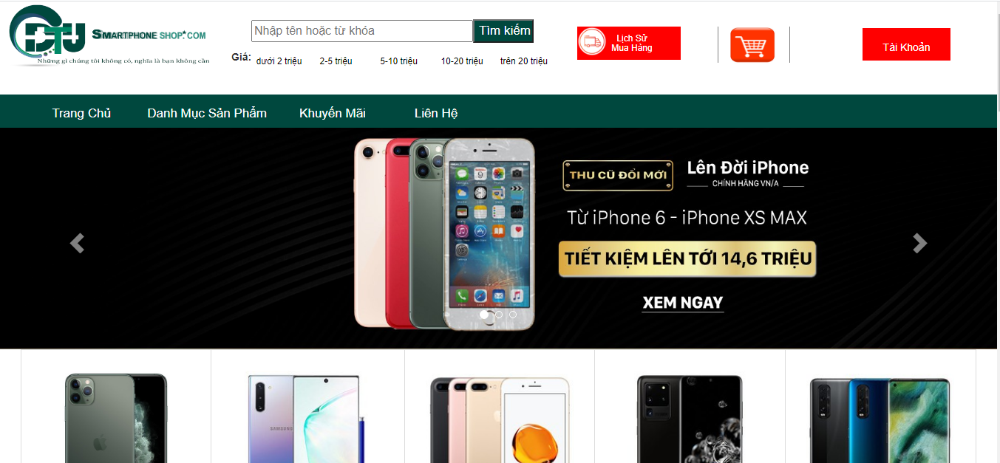 DTU SMARTPHONE SHOP.COM
Những gì chúng tôi không có, nghĩa là bạn không cần
Nhập tên hoặc từ khóa
Tìm kiếm
Giá:
dưới 2 triệu
2-5 triệu
5-10 triệu
10-20 triệu
trên 20 triệu
Lịch Sử
Mua Hàng
Tài Khoản
Trang Chủ
Danh Mục Sản Phẩm
Khuyến Mãi
Liên Hệ
THU CŨ ĐỔI MỚI
Lên Đời iPhone
CHÍNH HÃNG VN/A
Từ iPhone 6 - iPhone XS MAX
TIẾT KIỆM LÊN TỚI 14,6 TRIỆU
XEM NGAY
SAMSUNG